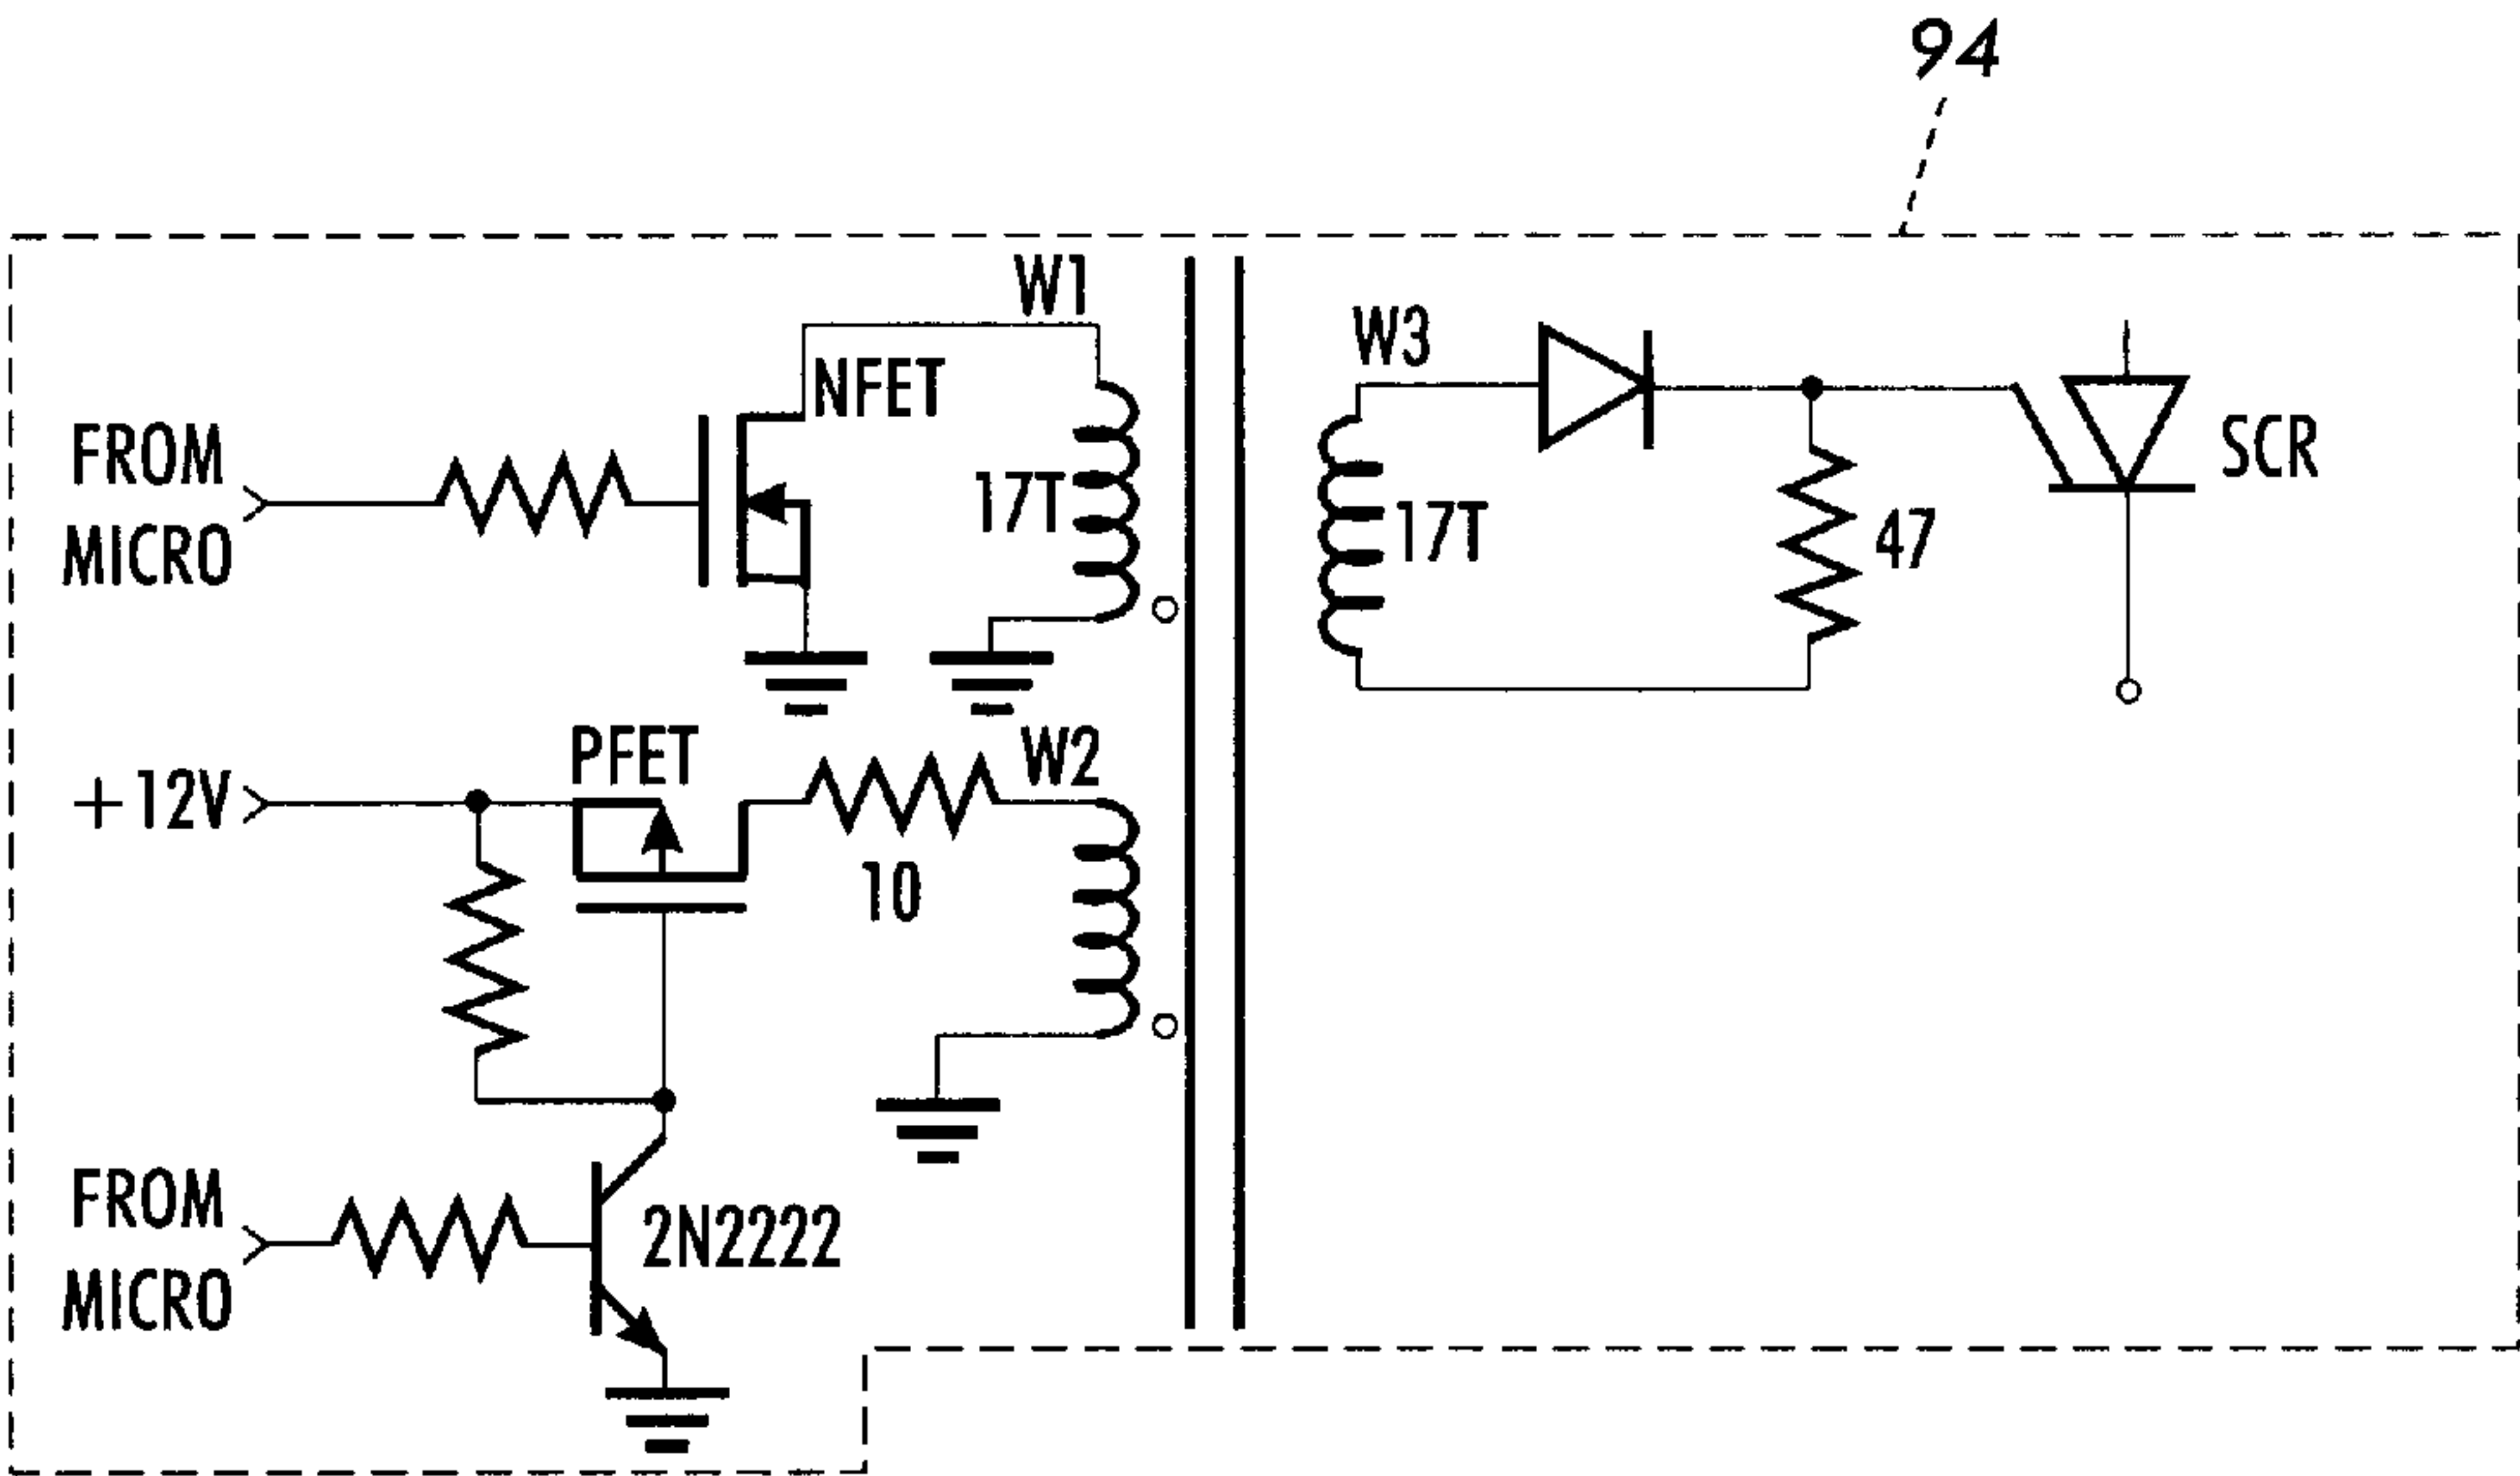 94
W1
NFET
W3
FROM
MICRO
17T
17T
47
SCR
PFET
W2
+12V
10
FROM
MICRO
2N2222